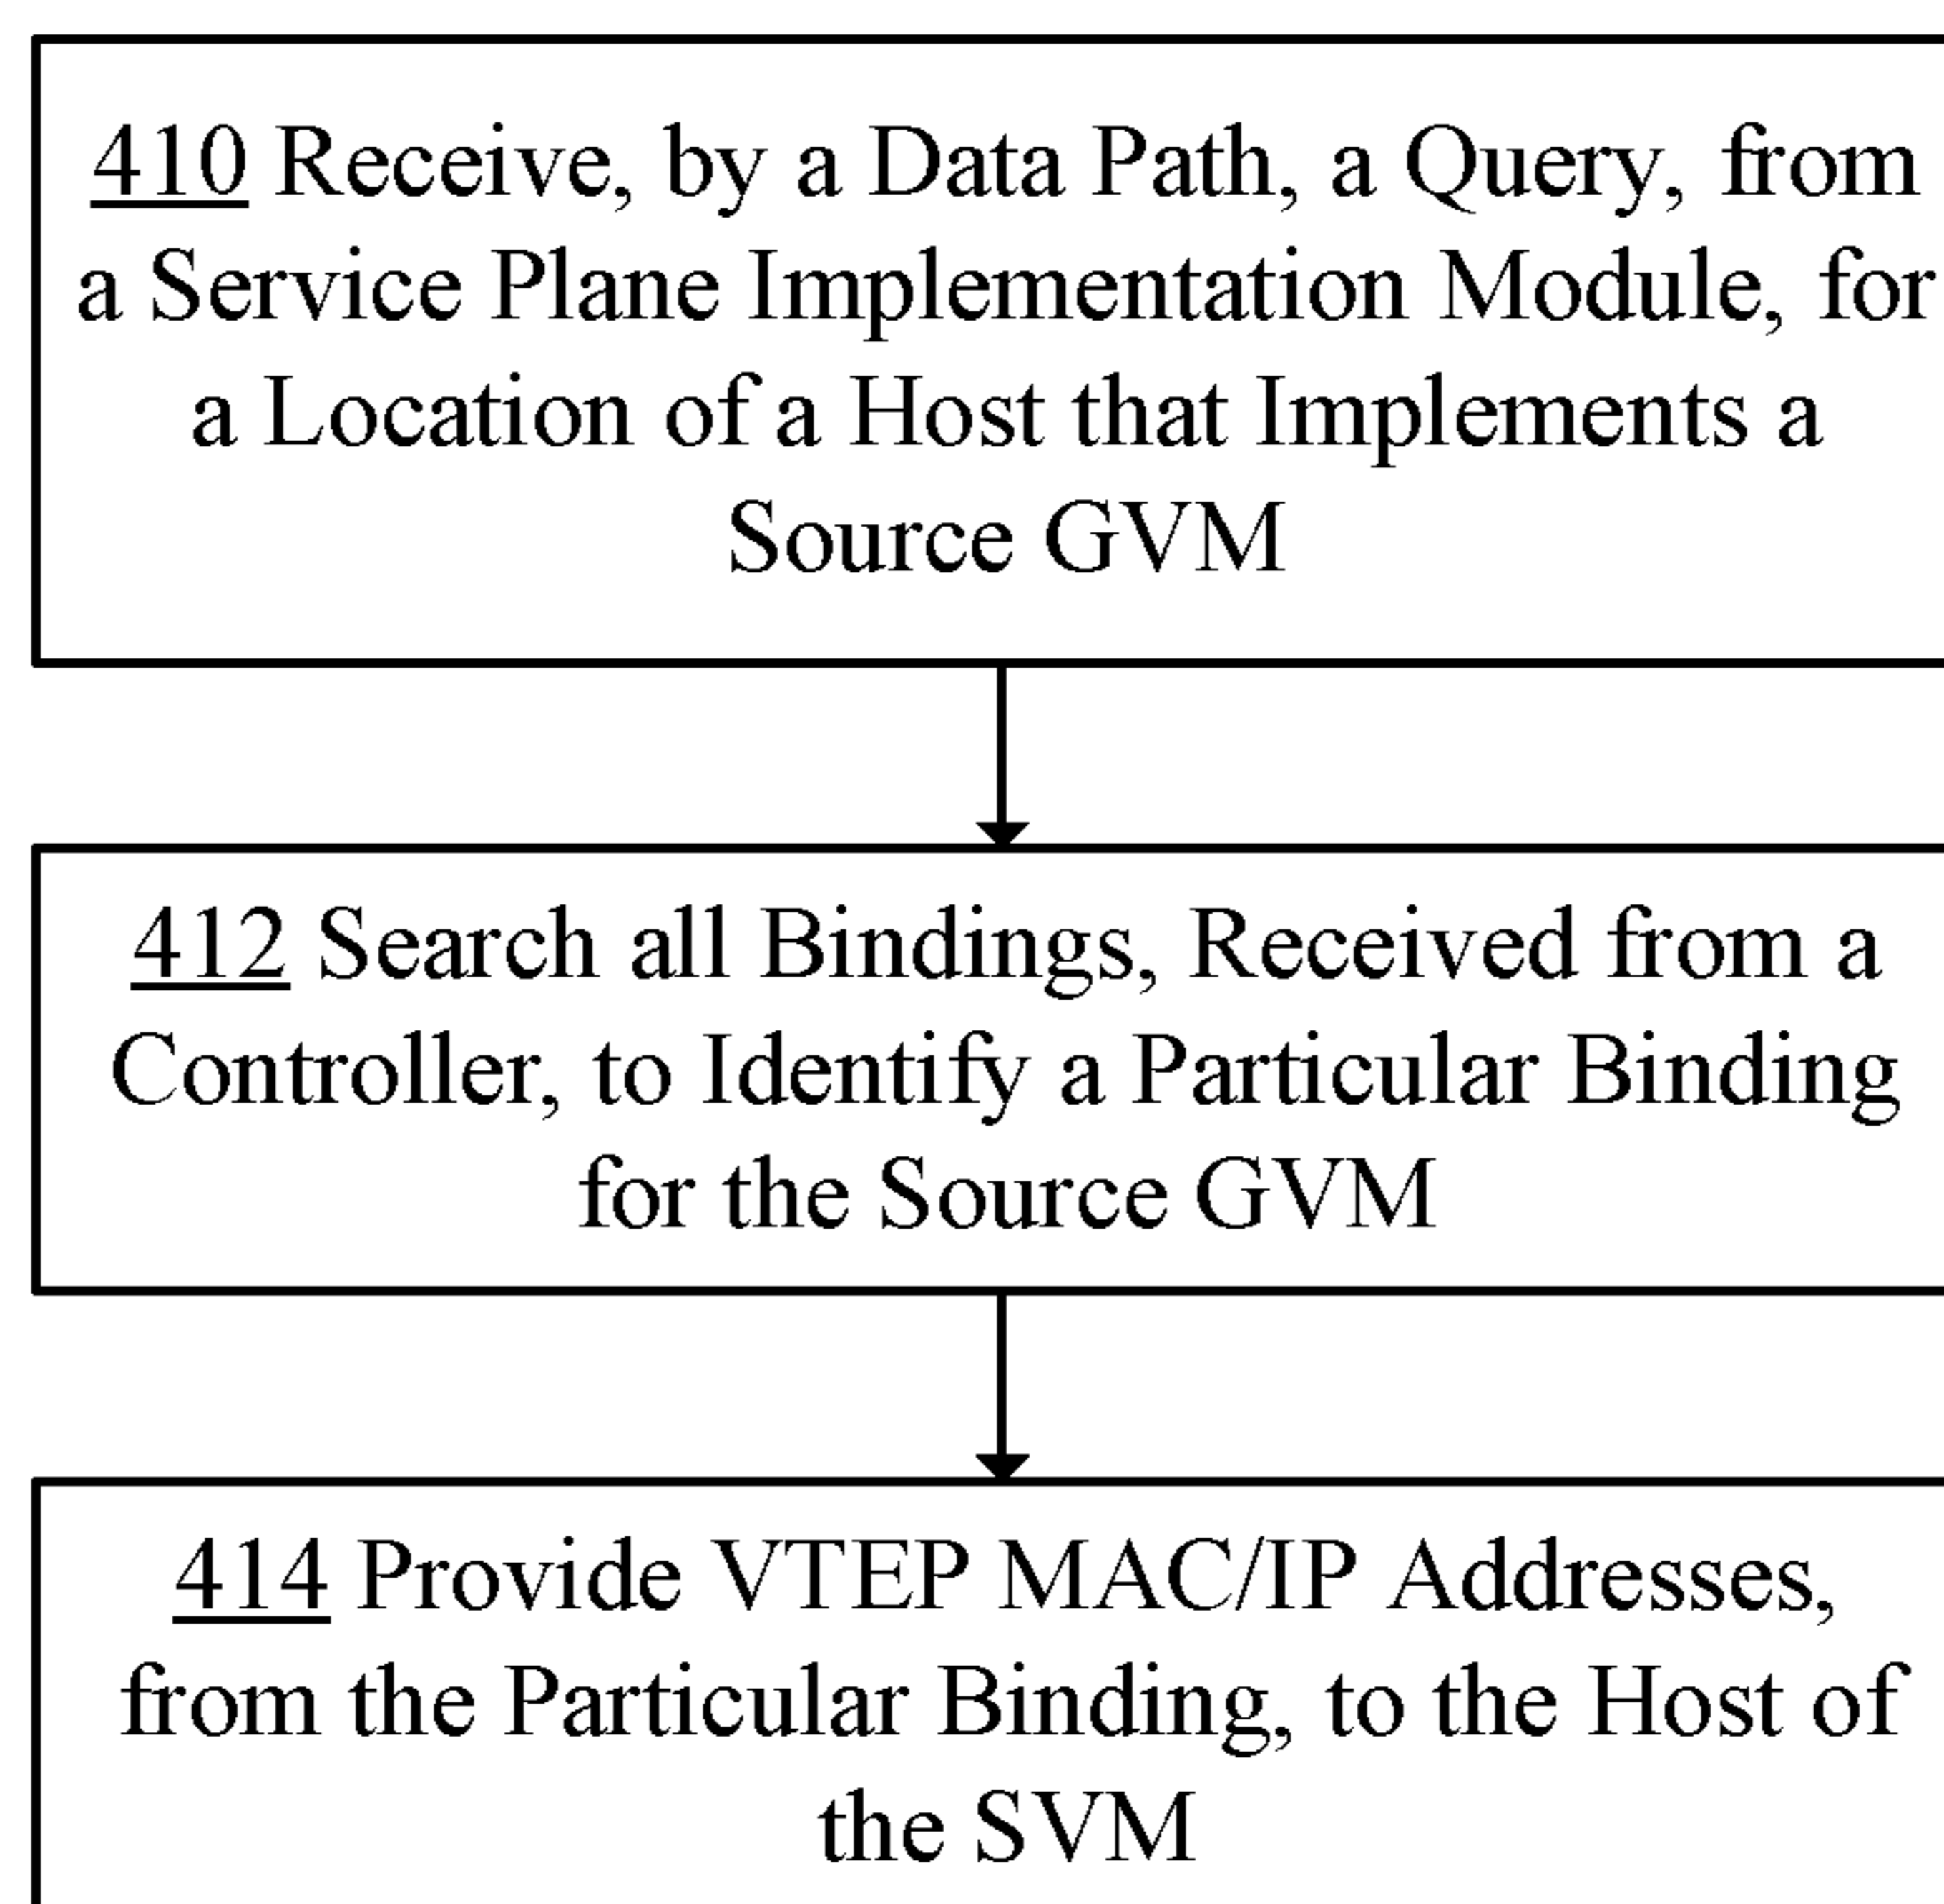 410 Receive, by a Data Path, a Query, from
a Service Plane Implementation Module, for
a Location of a Host that Implements a
Source GVM
412 Search all Bindings, Received from a
Controller, to Identify a Particular Binding
for the Source GVM
414 Provide VTEP MAC/IP Addresses,
from the Particular Binding, to the Host of
the SVM